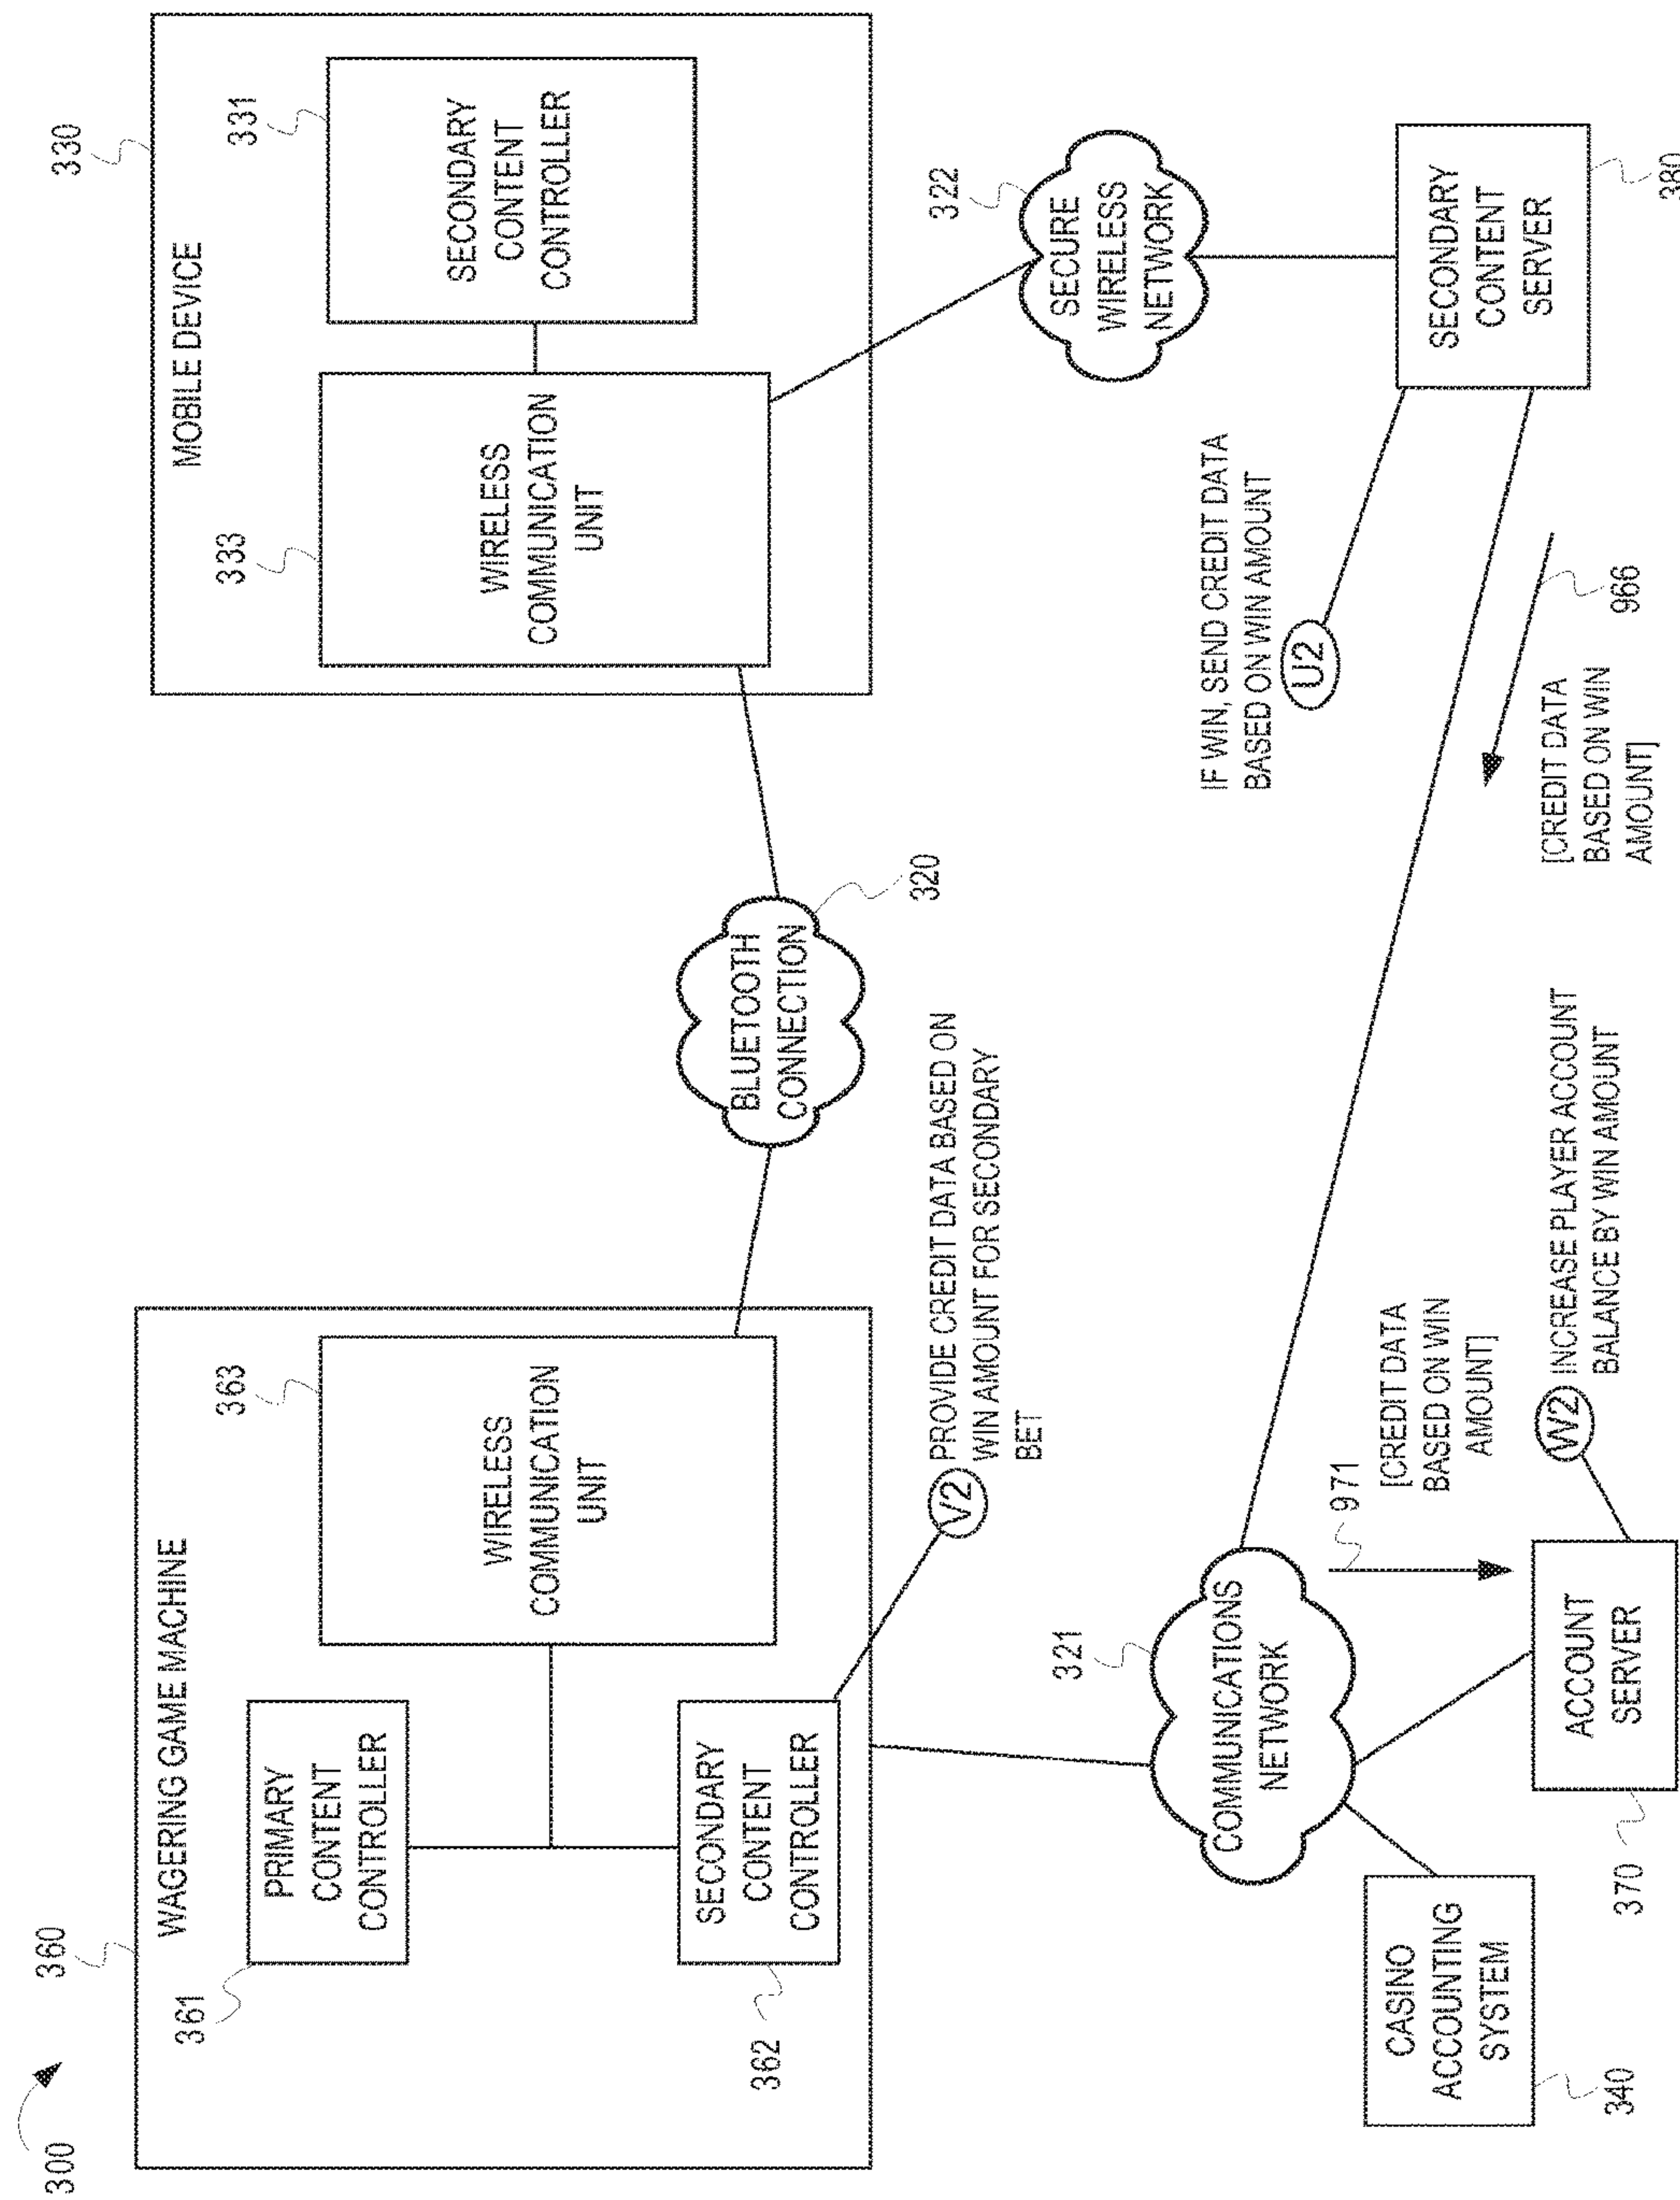 300
360
WAGERING GAME MACHINE
361
PRIMARY
CONTENT
CONTROLLER
362
SECONDARY
CONTENT
CONTROLLER
363
WIRELESS
COMMUNICATION
UNIT
V2
PROVIDE CREDIT DATA BASED ON
WIN AMOUNT FOR SECONDARY
BET
BLUETOOTH
CONNECTION
320
330
MOBILE DEVICE
333
WIRELESS
COMMUNICATION
UNIT
331
SECONDARY
CONTENT
CONTROLLER
322
SECURE
WIRELESS
NETWORK
321
COMMUNICATIONS
NETWORK
CASINO
ACCOUNTING
SYSTEM
340
ACCOUNT
SERVER
370
971
[CREDIT DATA
BASED ON WIN
AMOUNT]
W2
INCREASE PLAYER ACCOUNT
BALANCE BY WIN AMOUNT
IF WIN, SEND CREDIT DATA
BASED ON WIN AMOUNT
U2
[CREDIT DATA
BASED ON WIN
AMOUNT]
966
SECONDARY
CONTENT
SERVER
380